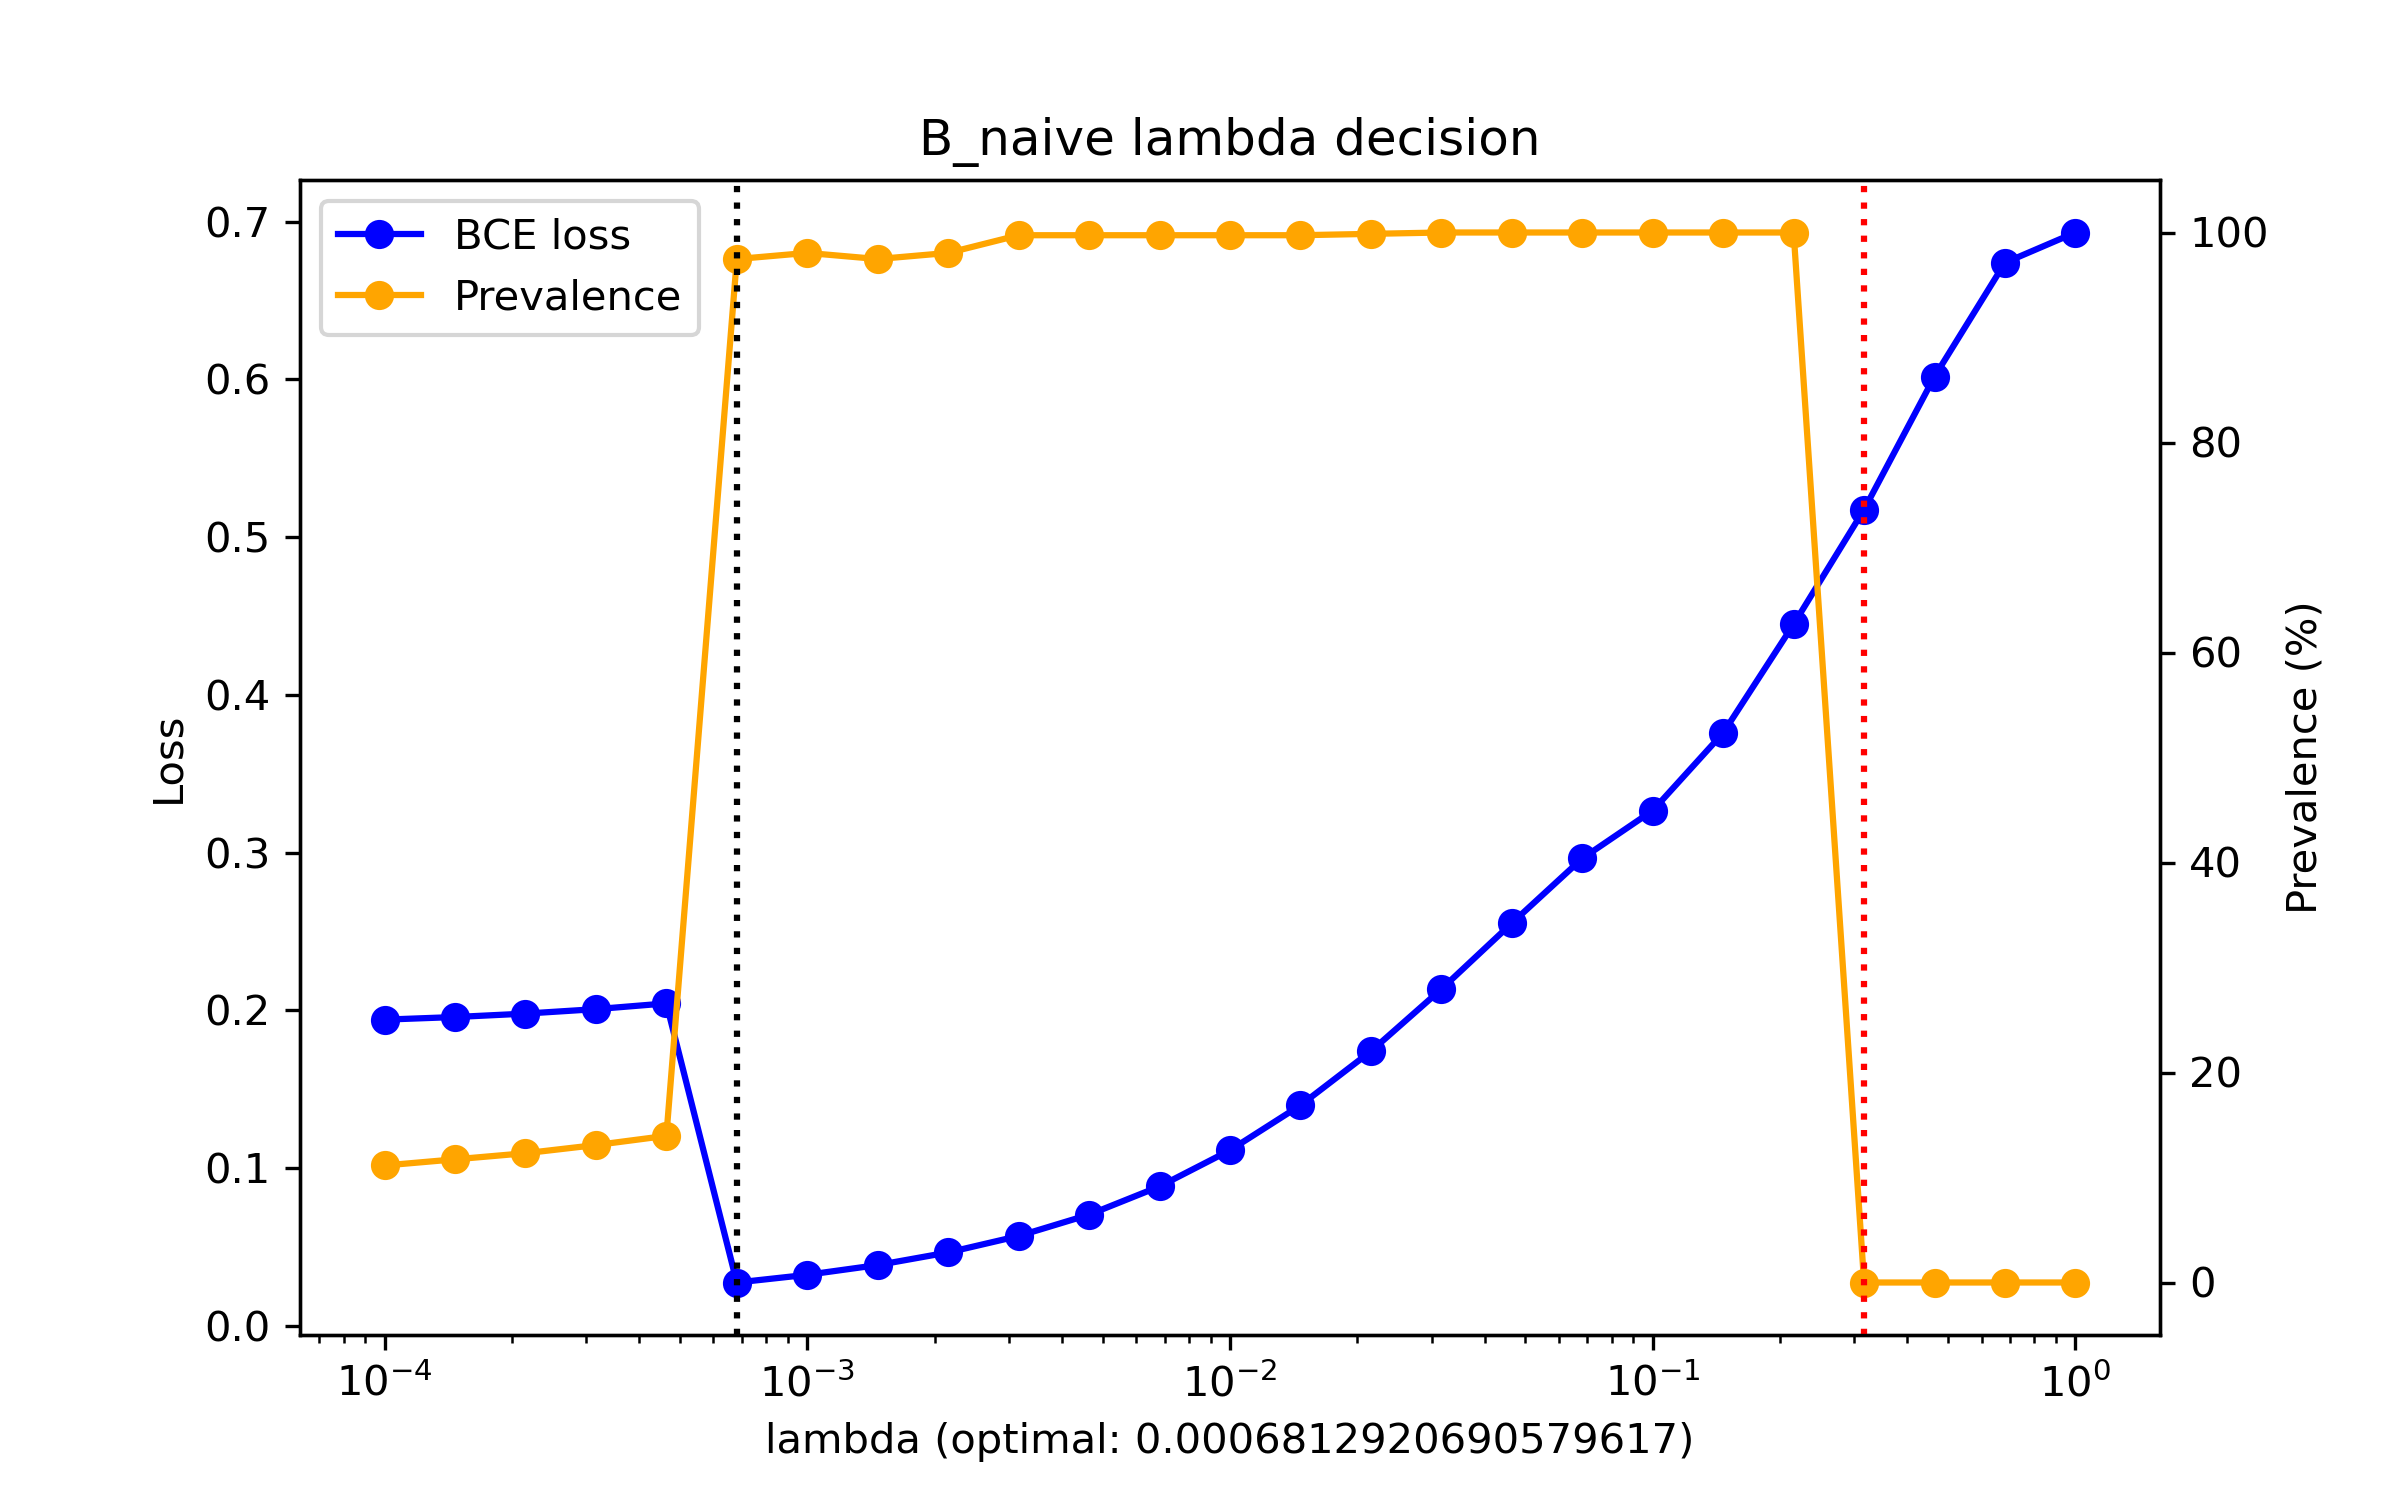 B_naive lambda decision
BCE loss
Prevalence
0.7
0.6
0.5
0.4
0.3
0.2
0.1
0.0
Loss
100
80
60
40
20
0
Prevalence (%)
10⁻⁴ 10⁻³ 10⁻² 10⁻¹ 10⁰
lambda (optimal: 0.0006812920690579617)